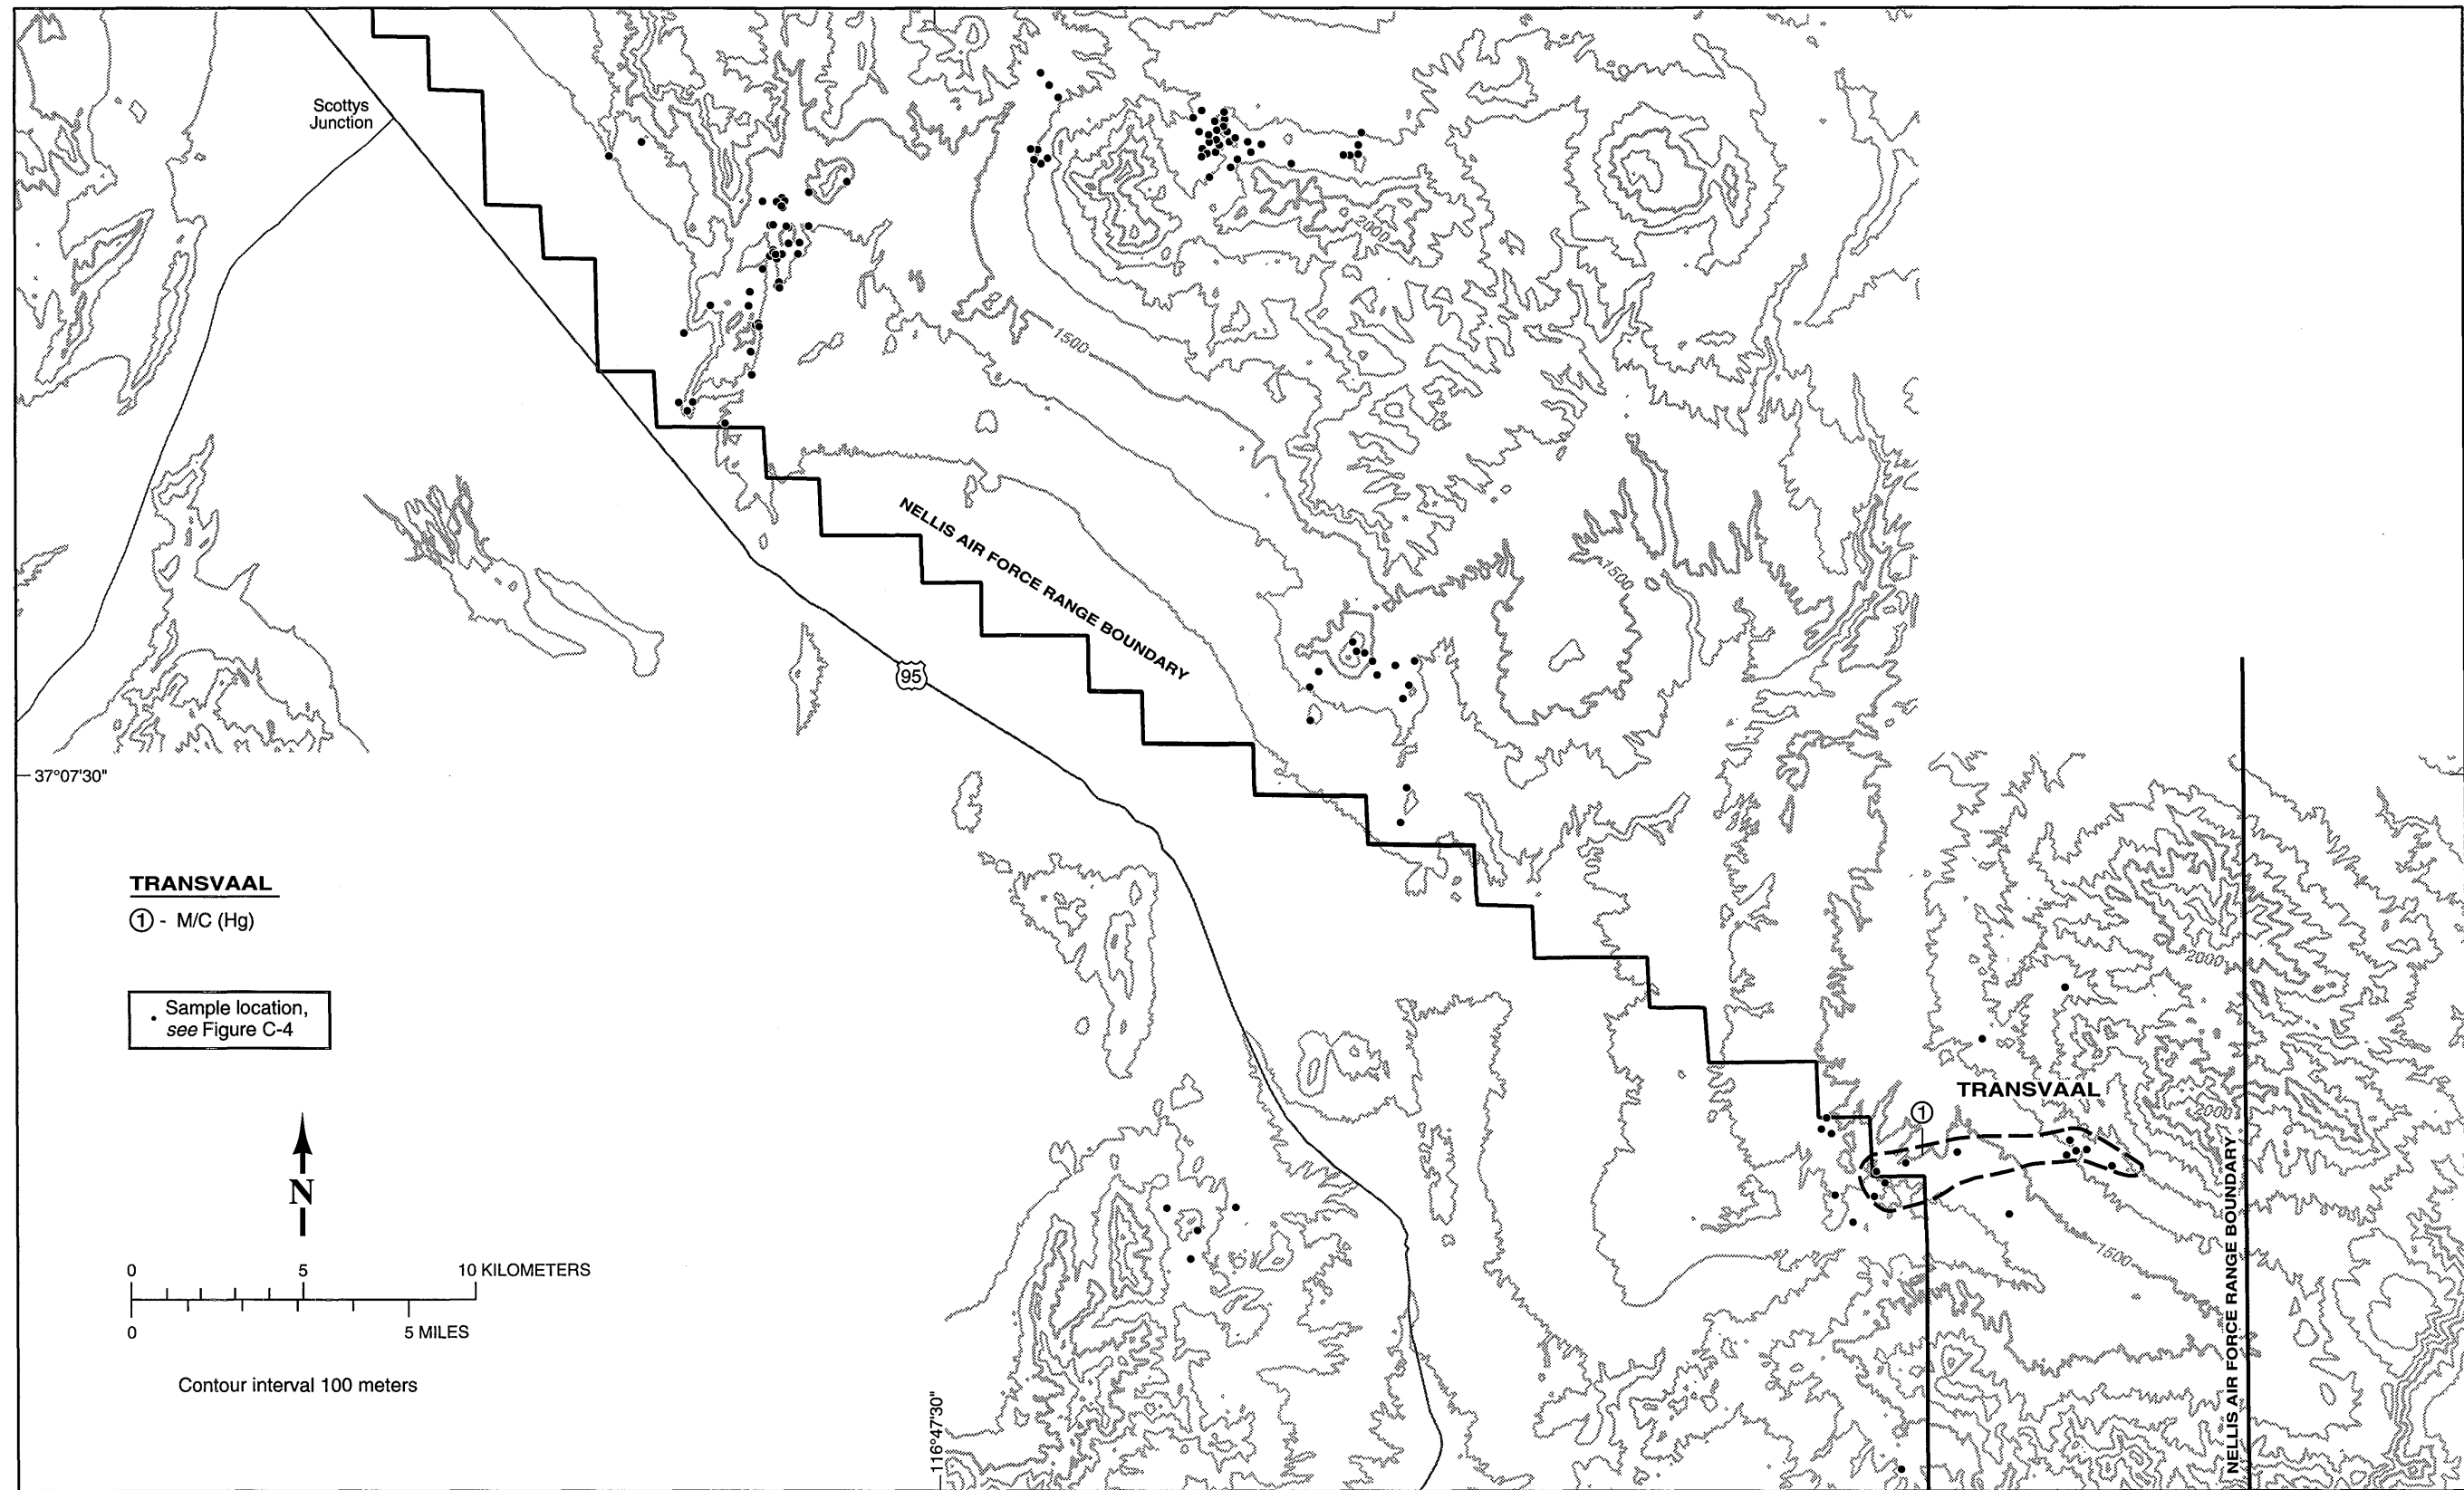 Scottys
Junction
2000
1500
NELLIS AIR FORCE RANGE BOUNDARY
1500
95
37°07'30"
TRANSVAAL
① - M/C (Hg)
2000
Sample location,
see Figure C-4
TRANSVAAL
2000
①
N
NELLIS AIR FORCE RANGE BOUNDARY
1500
0 5 10 KILOMETERS
0 5 MILES
Contour interval 100 meters
116°47'30"